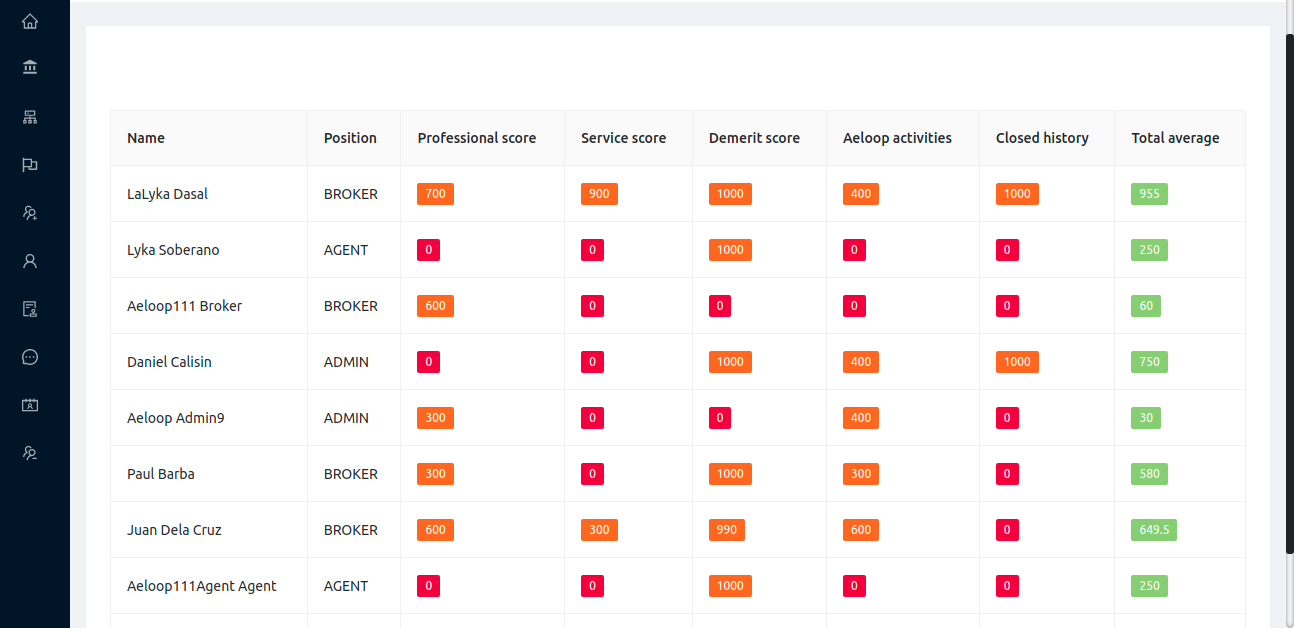 Name Position Professional score Service score Demerit score Aeloop activities Closed history Total average
LaLyka Dasal BROKER 700 900 1000 400 1000 955
Lyka Soberano AGENT 0 0 1000 0 0 250
Aeloop111 Broker BROKER 600 0 0 0 0 60
Daniel Calisin ADMIN 0 0 1000 400 1000 750
Aeloop Admin9 ADMIN 300 0 0 400 0 30
Paul Barba BROKER 300 0 1000 300 0 580
Juan Dela Cruz BROKER 600 300 990 600 0 649.5
Aeloop111Agent Agent AGENT 0 0 1000 0 0 250